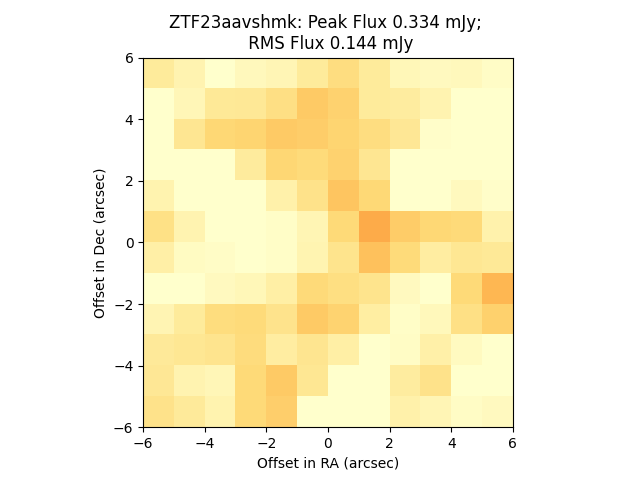 ZTF23aavshmk: Peak Flux 0.334 mJy;
RMS Flux 0.144 mJy
6
4
2
0
−2
−4
−6
Offset in Dec (arcsec)
−6 −4 −2 0 2 4 6
Offset in RA (arcsec)